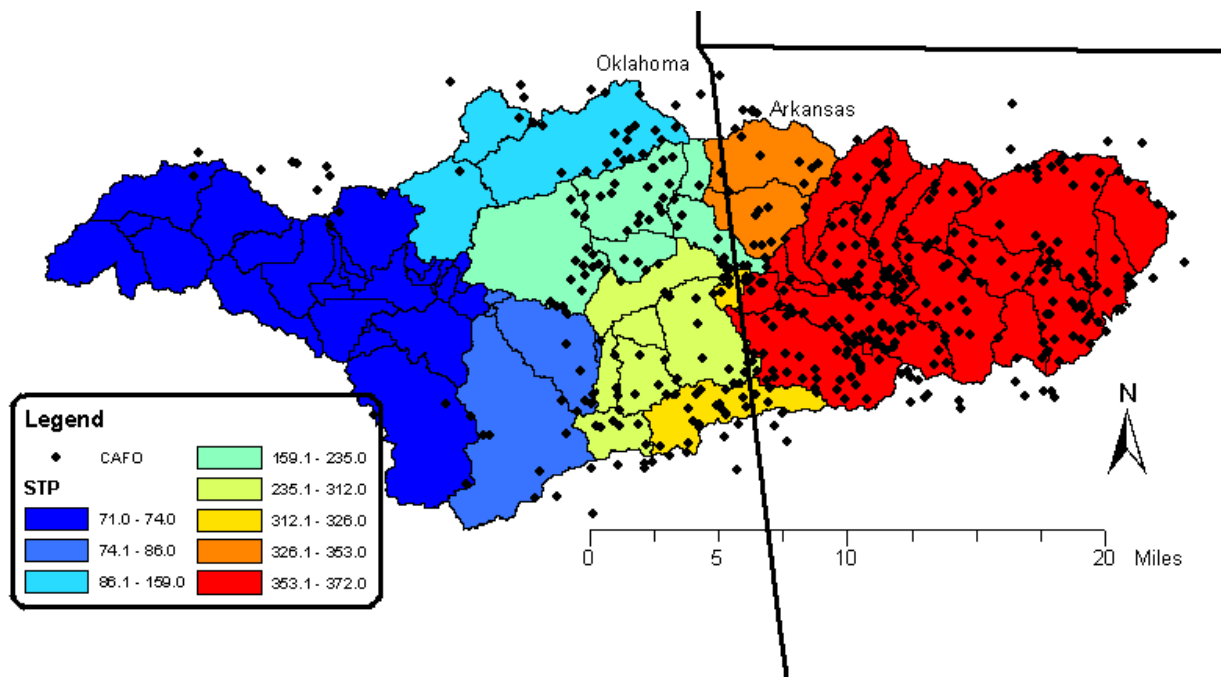 Oklahoma
Arkansas
N
Legend
CAFO
STP
71.0 - 74.0
74.1 - 86.0
86.1 - 159.0
159.1 - 235.0
235.1 - 312.0
312.1 - 326.0
326.1 - 353.0
353.1 - 372.0
0 5 10 20 Miles